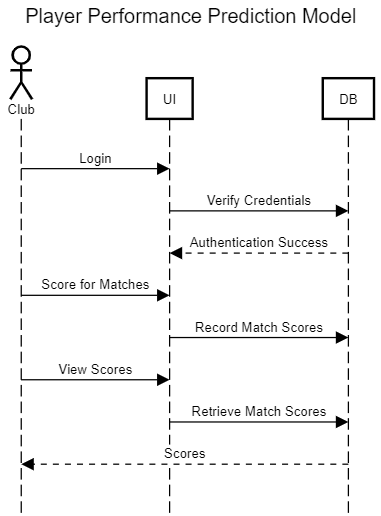 Player Performance Prediction Model
Club
UI
DB
Login
Verify Credentials
Authentication Success
Score for Matches
Record Match Scores
View Scores
Retrieve Match Scores
Scores